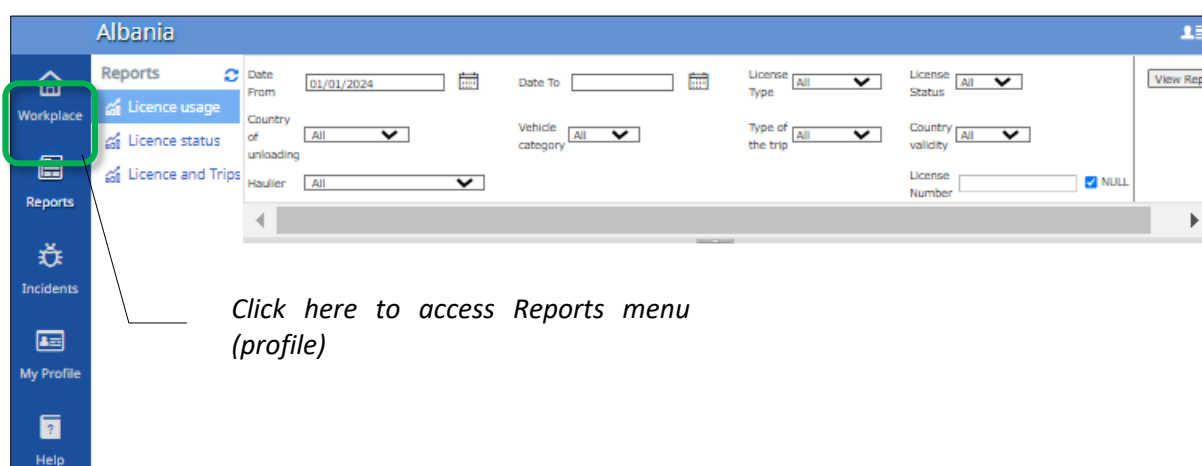 Albania
Workplace
Reports
Incidents
My Profile
Help
Reports
Licence usage
Licence status
Licence and Trips
Date From
01/01/2024
Date To
License Type
All
License Status
All
View Rep
Country of unloading
All
Vehicle category
All
Type of the trip
All
Country validity
All
Haulier
All
License Number
NULL
Click here to access Reports menu
(profile)